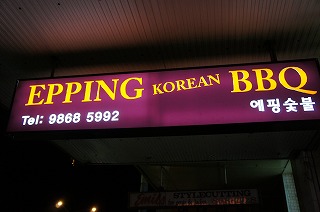 EPPING KOREAN BBQ
Tel: 9868 5992 에핑숯불